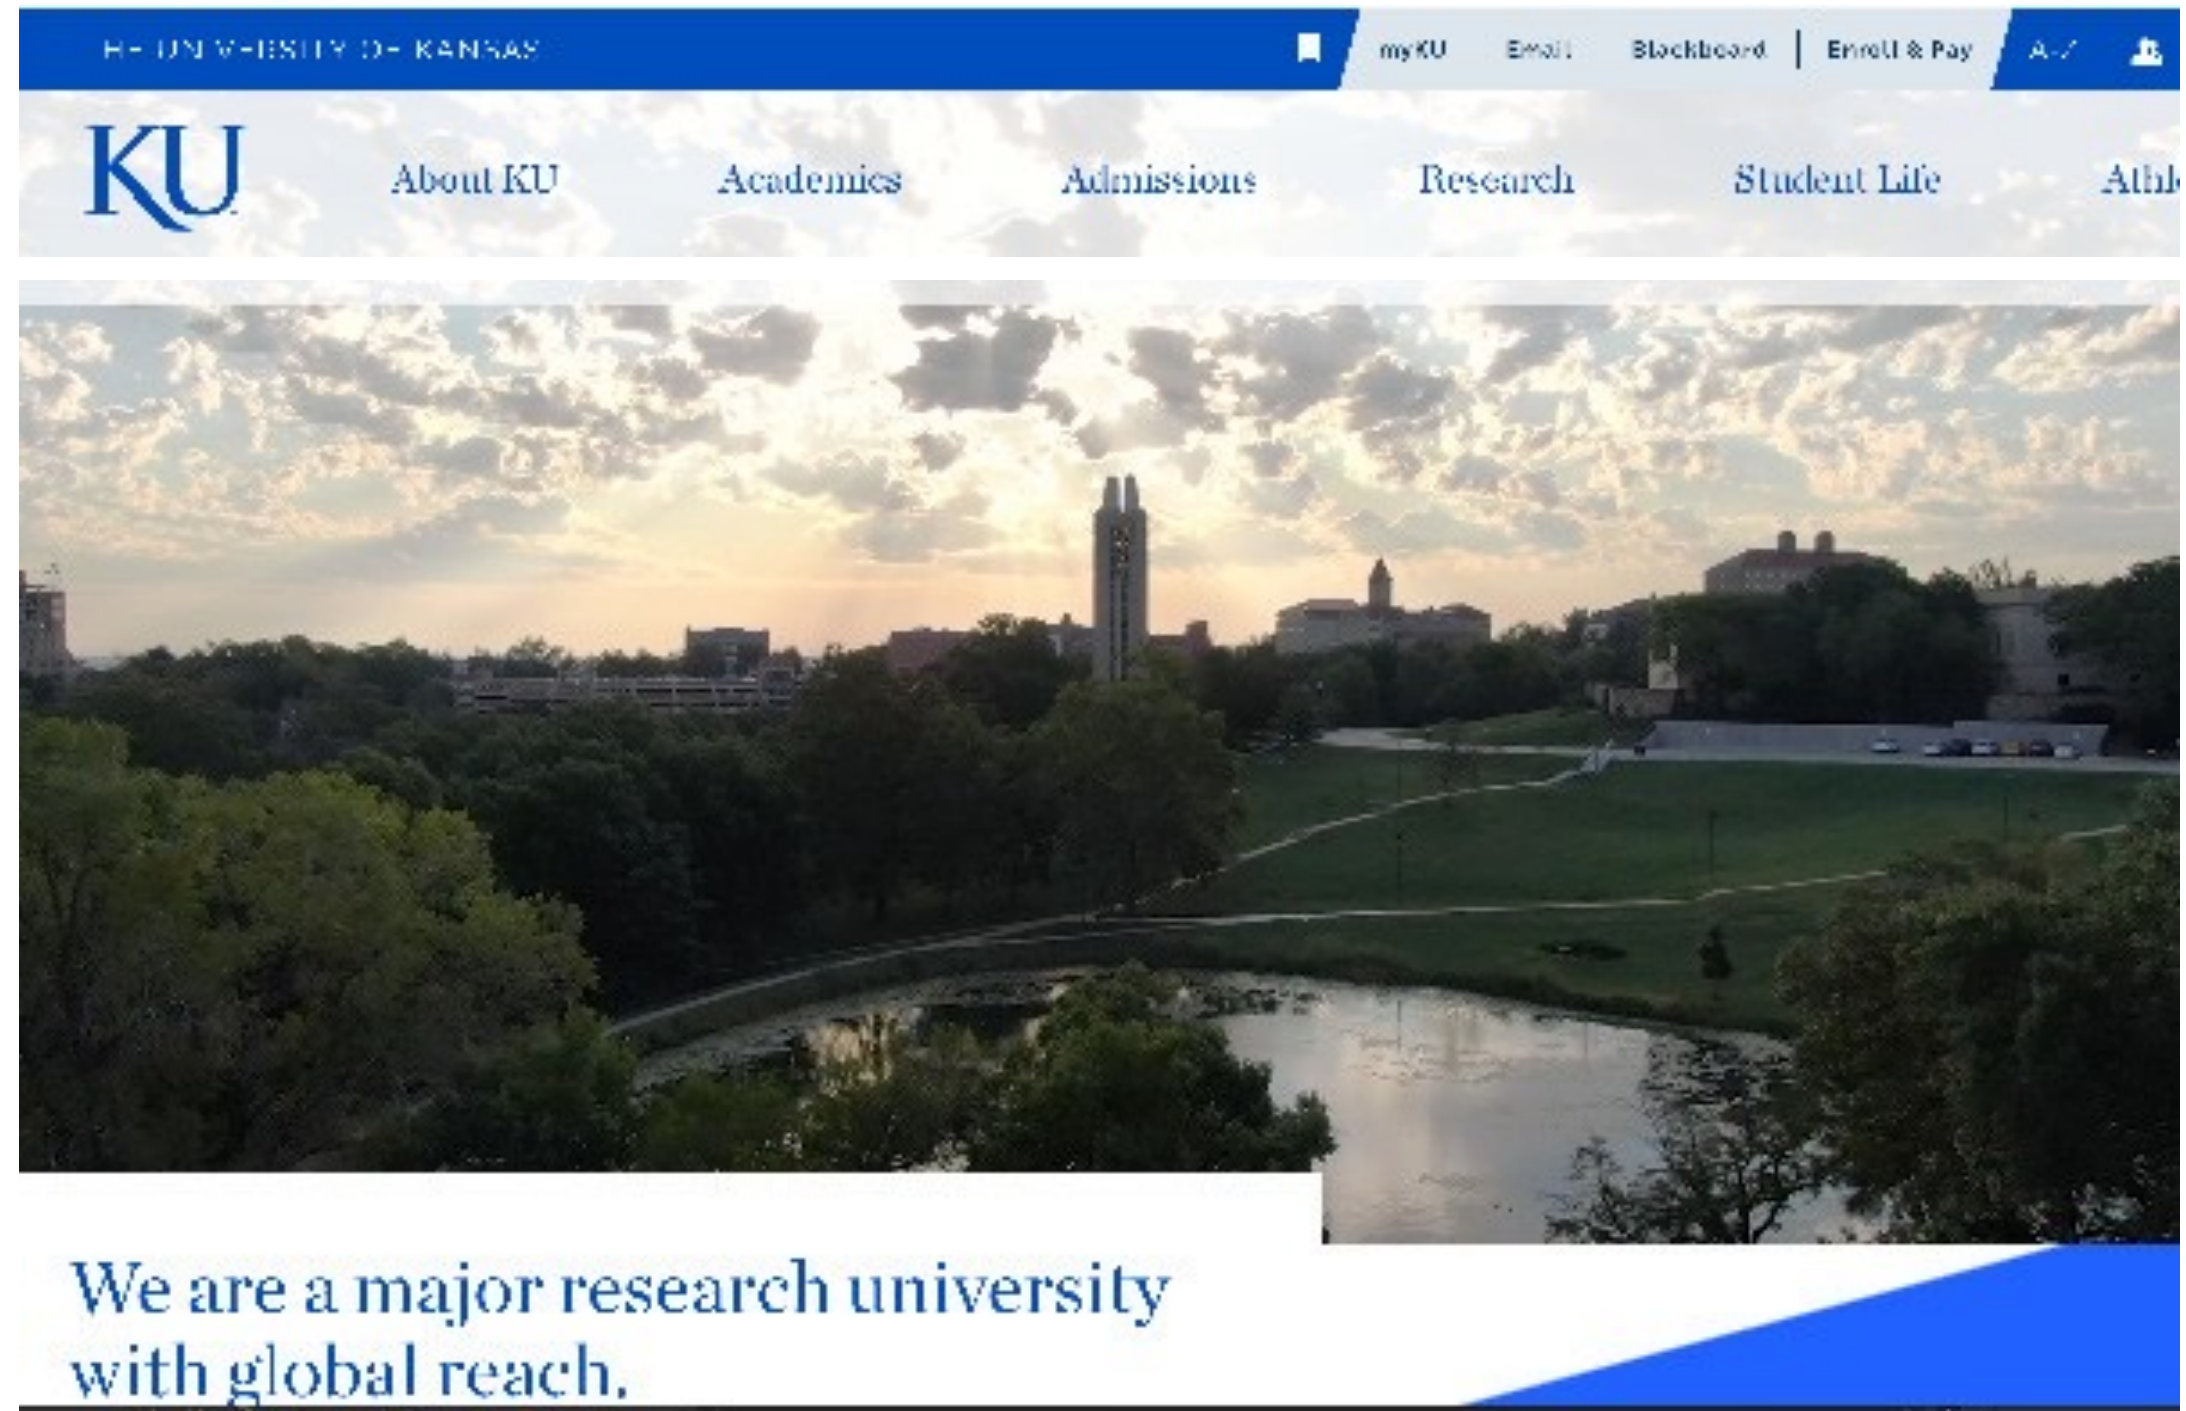 THE UNIVERSITY OF KANSAS
myKU Email Blackboard Enroll & Pay A-Z
KU
About KU Academics Admissions Research Student Life Athl
We are a major research university
with global reach.